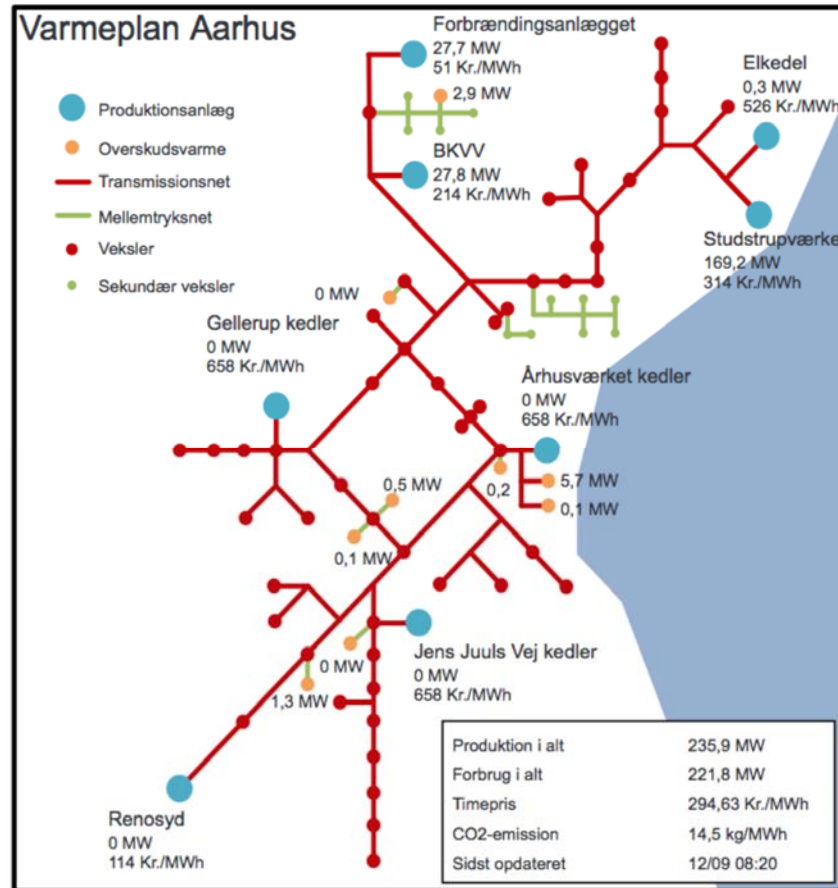 Varmeplan Aarhus
Produktionsanlæg
Overskudsvarme
Transmissionsnet
Mellemtryksnet
Veksler
Sekundær veksler
Forbrændingsanlægget
27,7 MW
51 Kr./MWh
2,9 MW
BKVV
27,8 MW
214 Kr./MWh
Elkedel
0,3 MW
526 Kr./MWh
Studstrupværke
169,2 MW
314 Kr./MWh
0 MW
Gellerup kedler
0 MW
658 Kr./MWh
Århusværket kedler
0 MW
658 Kr./MWh
5,7 MW
0,1 MW
0,2
0,5 MW
0,1 MW
Jens Juuls Vej kedler
0 MW
658 Kr./MWh
0 MW
1,3 MW
Renosyd
0 MW
114 Kr./MWh
Produktion i alt 235,9 MW
Forbrug i alt 221,8 MW
Timepris 294,63 Kr./MWh
CO2-emission 14,5 kg/MWh
Sidst opdateret 12/09 08:20